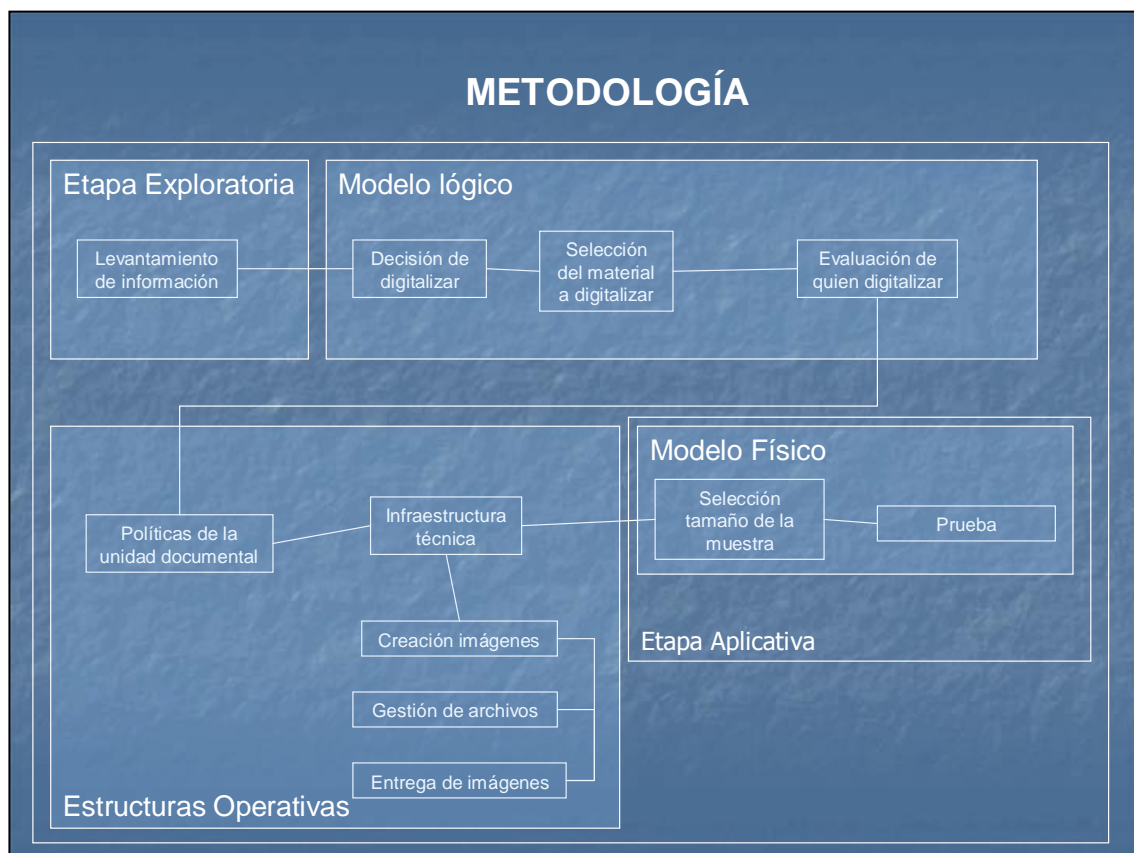 METODOLOGÍA
Etapa Exploratoria
Levantamiento
de información
Modelo lógico
Decisión de
digitalizar
Selección
del material
a digitalizar
Evaluación de
quien digitalizar
Políticas de la
unidad documental
Infraestructura
técnica
Creación imágenes
Gestión de archivos
Entrega de imágenes
Estructuras Operativas
Modelo Físico
Selección
tamaño de la
muestra
Prueba
Etapa Aplicativa